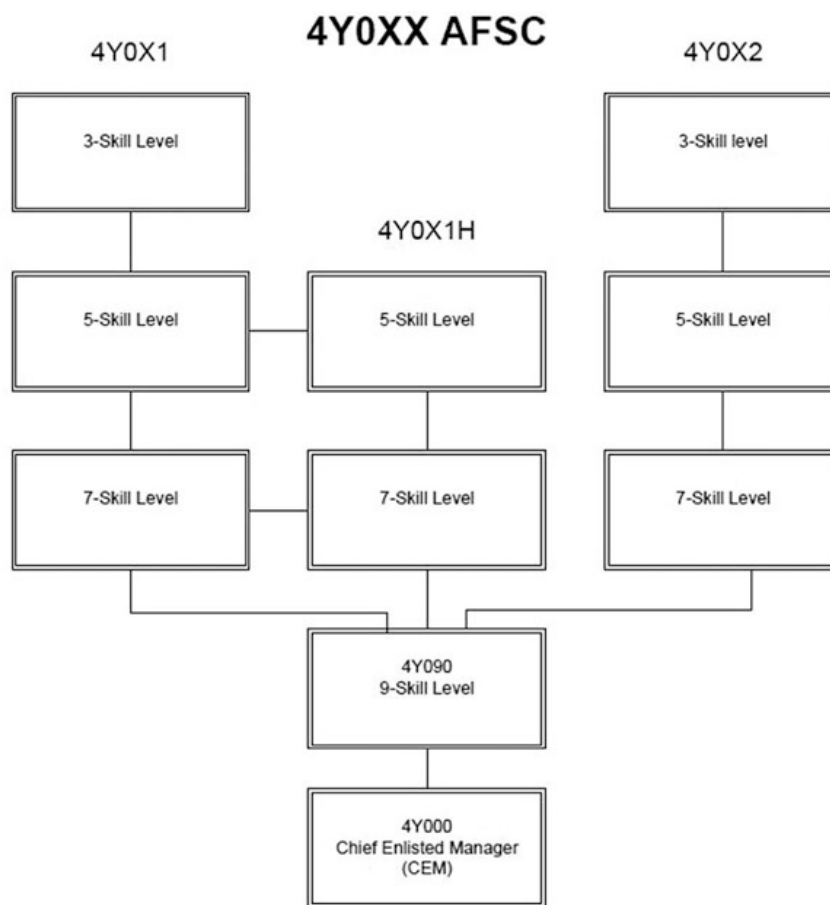 4Y0XX AFSC
4Y0X1
4Y0X2
3-Skill Level
3-Skill level
4Y0X1H
5-Skill Level
5-Skill Level
5-Skill Level
7-Skill Level
7-Skill Level
7-Skill Level
4Y090
9-Skill Level
4Y000
Chief Enlisted Manager
(CEM)